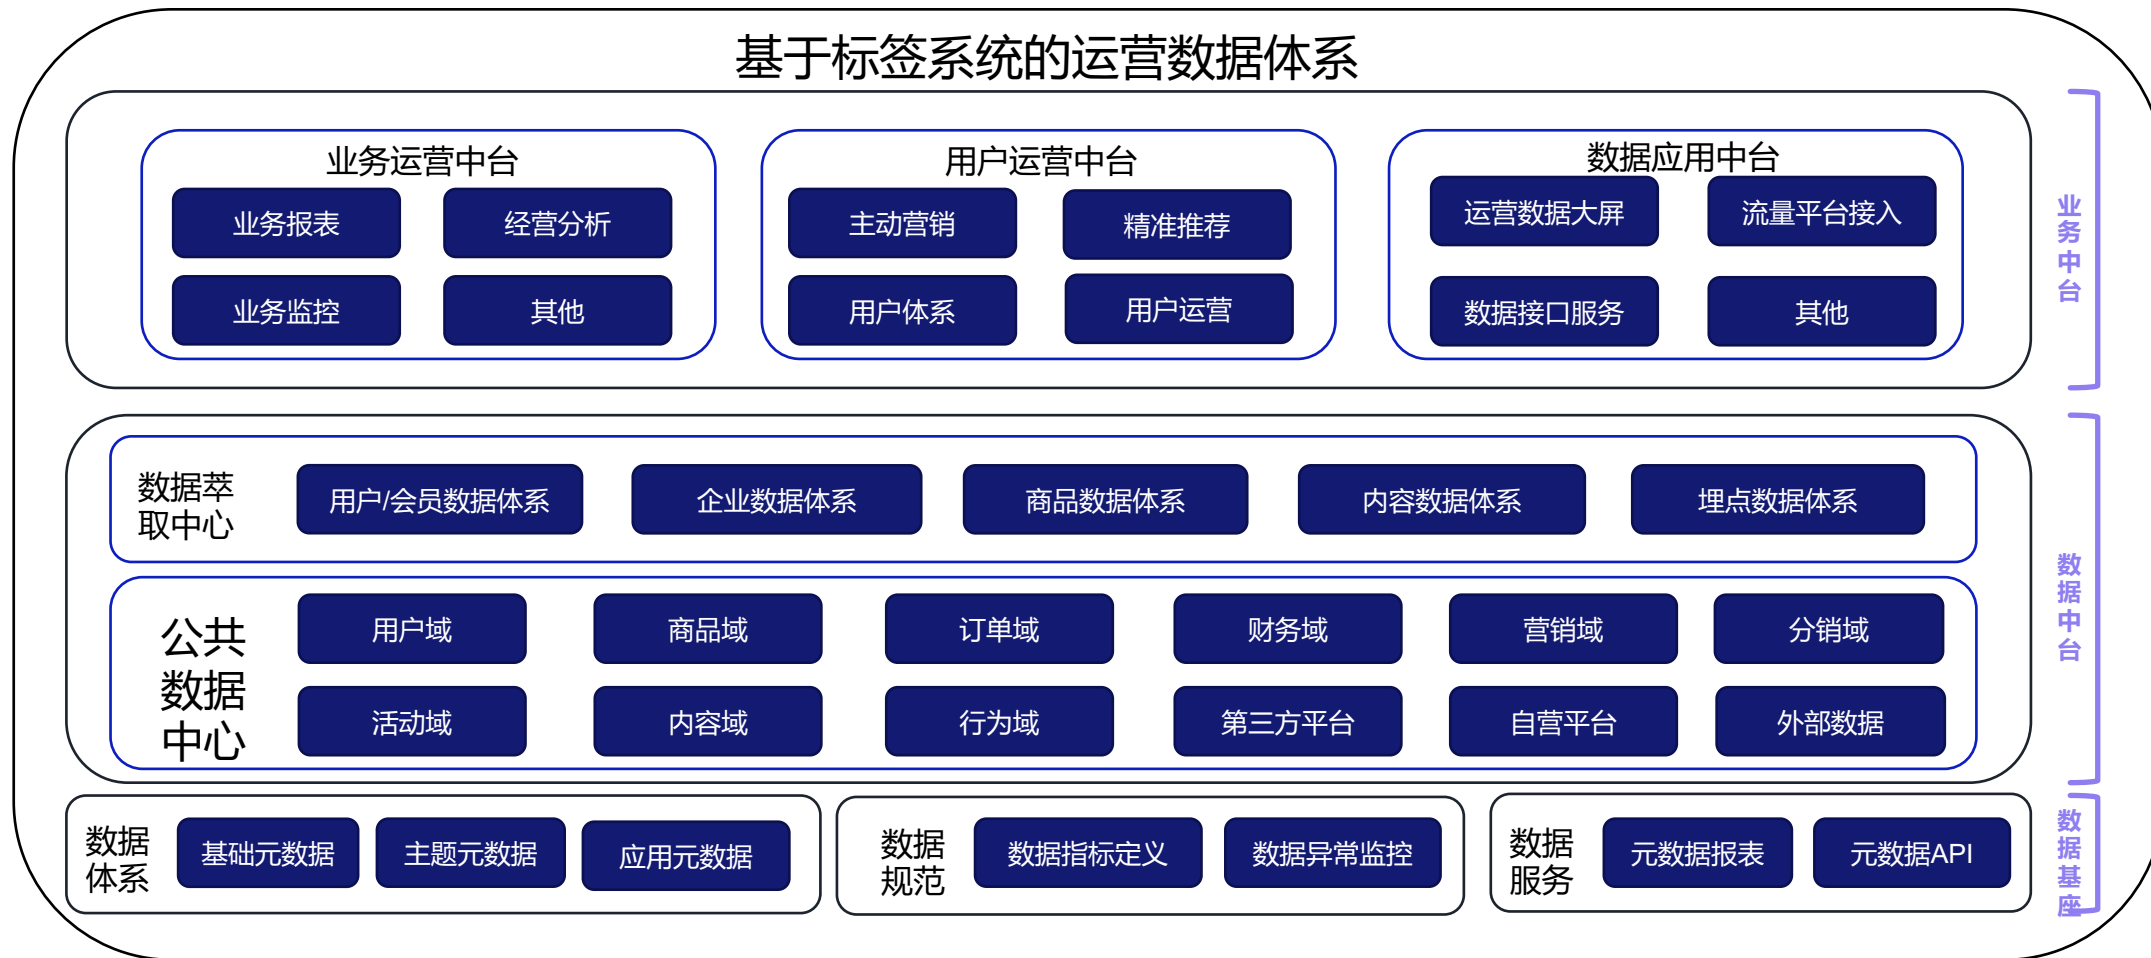 基于标签系统的运营数据体系
业务运营中台
业务报表
经营分析
业务监控
其他
用户运营中台
主动营销
精准推荐
用户体系
用户运营
数据应用中台
运营数据大屏
流量平台接入
数据接口服务
其他
业
务
中
台
数据萃
取中心
用户/会员数据体系
企业数据体系
商品数据体系
内容数据体系
埋点数据体系
公共
数据
中心
用户域
商品域
订单域
财务域
营销域
分销域
活动域
内容域
行为域
第三方平台
自营平台
外部数据
数
据
中
台
数据
体系
基础元数据
主题元数据
应用元数据
数据
规范
数据指标定义
数据异常监控
数据
服务
元数据报表
元数据API
数
据
基
座